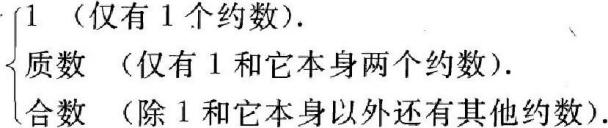 1 （仅有 1 个约数）.
质数 （仅有 1 和它本身两个约数）.
合数 （除 1 和它本身以外还有其他约数）.